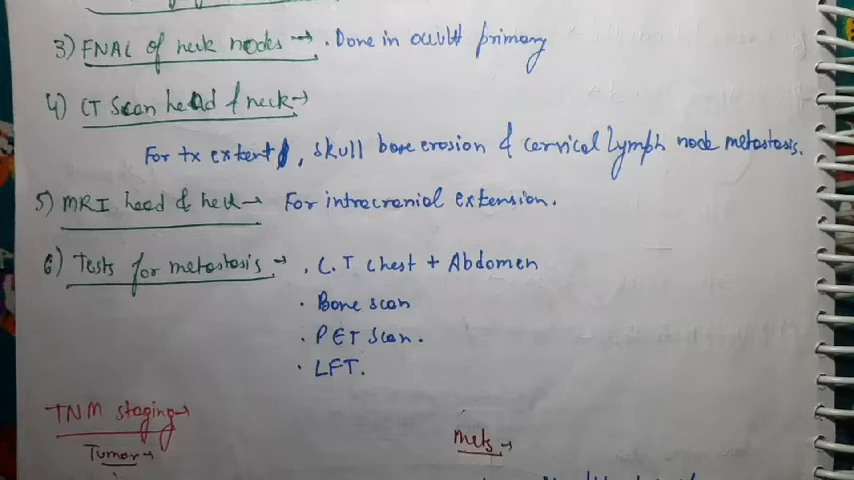 3) FNAC of neck nodes → . Done in occult primary
4) CT Scan head & neck →
For tx extent, skull bone erosion & cervical lymph node metastasis.
5) MRI head & neck → For intracranial extension.
6) Tests for metastasis → . C.T chest + Abdomen
. Bone scan
. PET Scan.
. LFT.
TNM staging →
Tumor →
Mets →